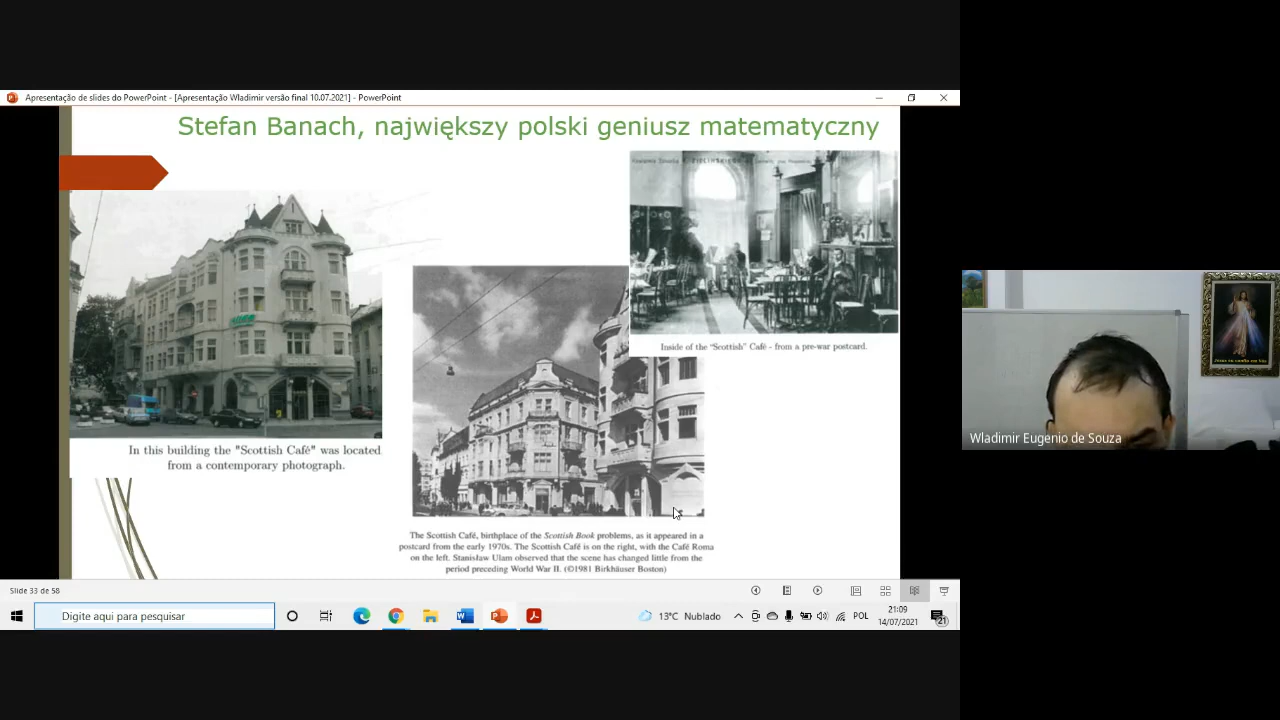 Apresentação de slides do PowerPoint - [Apresentação Wladimir versão final 10.07.2021] - PowerPoint
Stefan Banach, największy polski geniusz matematyczny
Inside of the "Scottish" Café - from a pre-war postcard.
In this building the "Scottish Café" was located
from a contemporary photograph.
The Scottish Café, birthplace of the Scottish Book problems, as it appeared in a
postcard from the early 1970s. The Scottish Café is on the right, with the Café Roma
on the left. Stanisław Ulam observed that the scene has changed little from the
period preceding World War II. (©1981 Birkhäuser Boston)
Wladimir Eugenio de Souza
Slide 33 de 58
Digite aqui para pesquisar
13°C Nublado
POL
21:09
14/07/2021
21